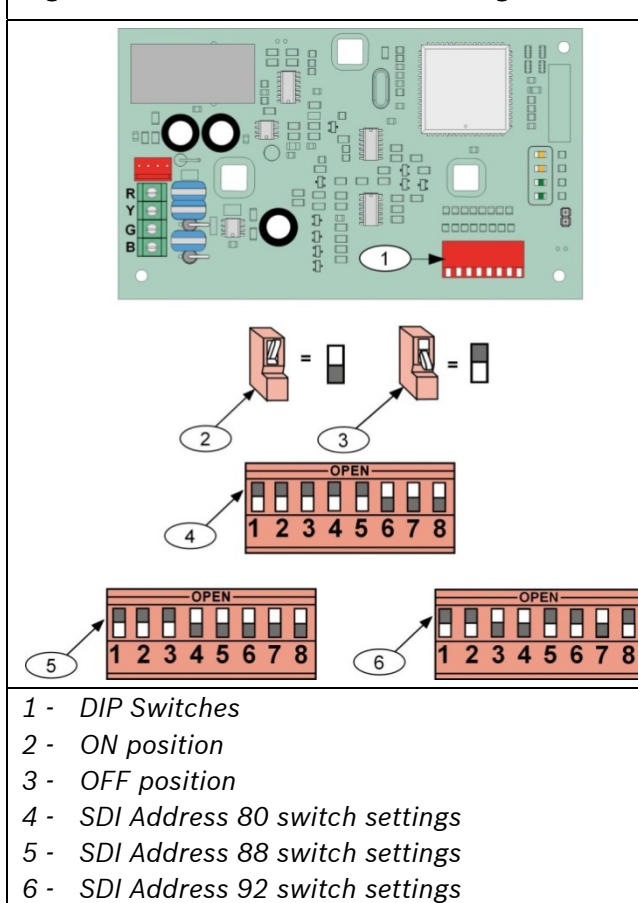 R
Y
G
B
1
=
=
2
3
OPEN
1 2 3 4 5 6 7 8
4
OPEN
1 2 3 4 5 6 7 8
5
OPEN
1 2 3 4 5 6 7 8
6
1 - DIP Switches
2 - ON position
3 - OFF position
4 - SDI Address 80 switch settings
5 - SDI Address 88 switch settings
6 - SDI Address 92 switch settings